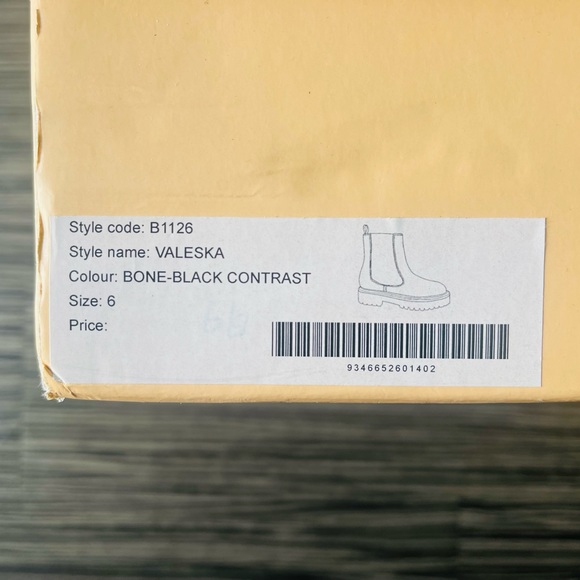 Style code: B1126
Style name: VALESKA
Colour: BONE-BLACK CONTRAST
Size: 6
Price:
9346652601402